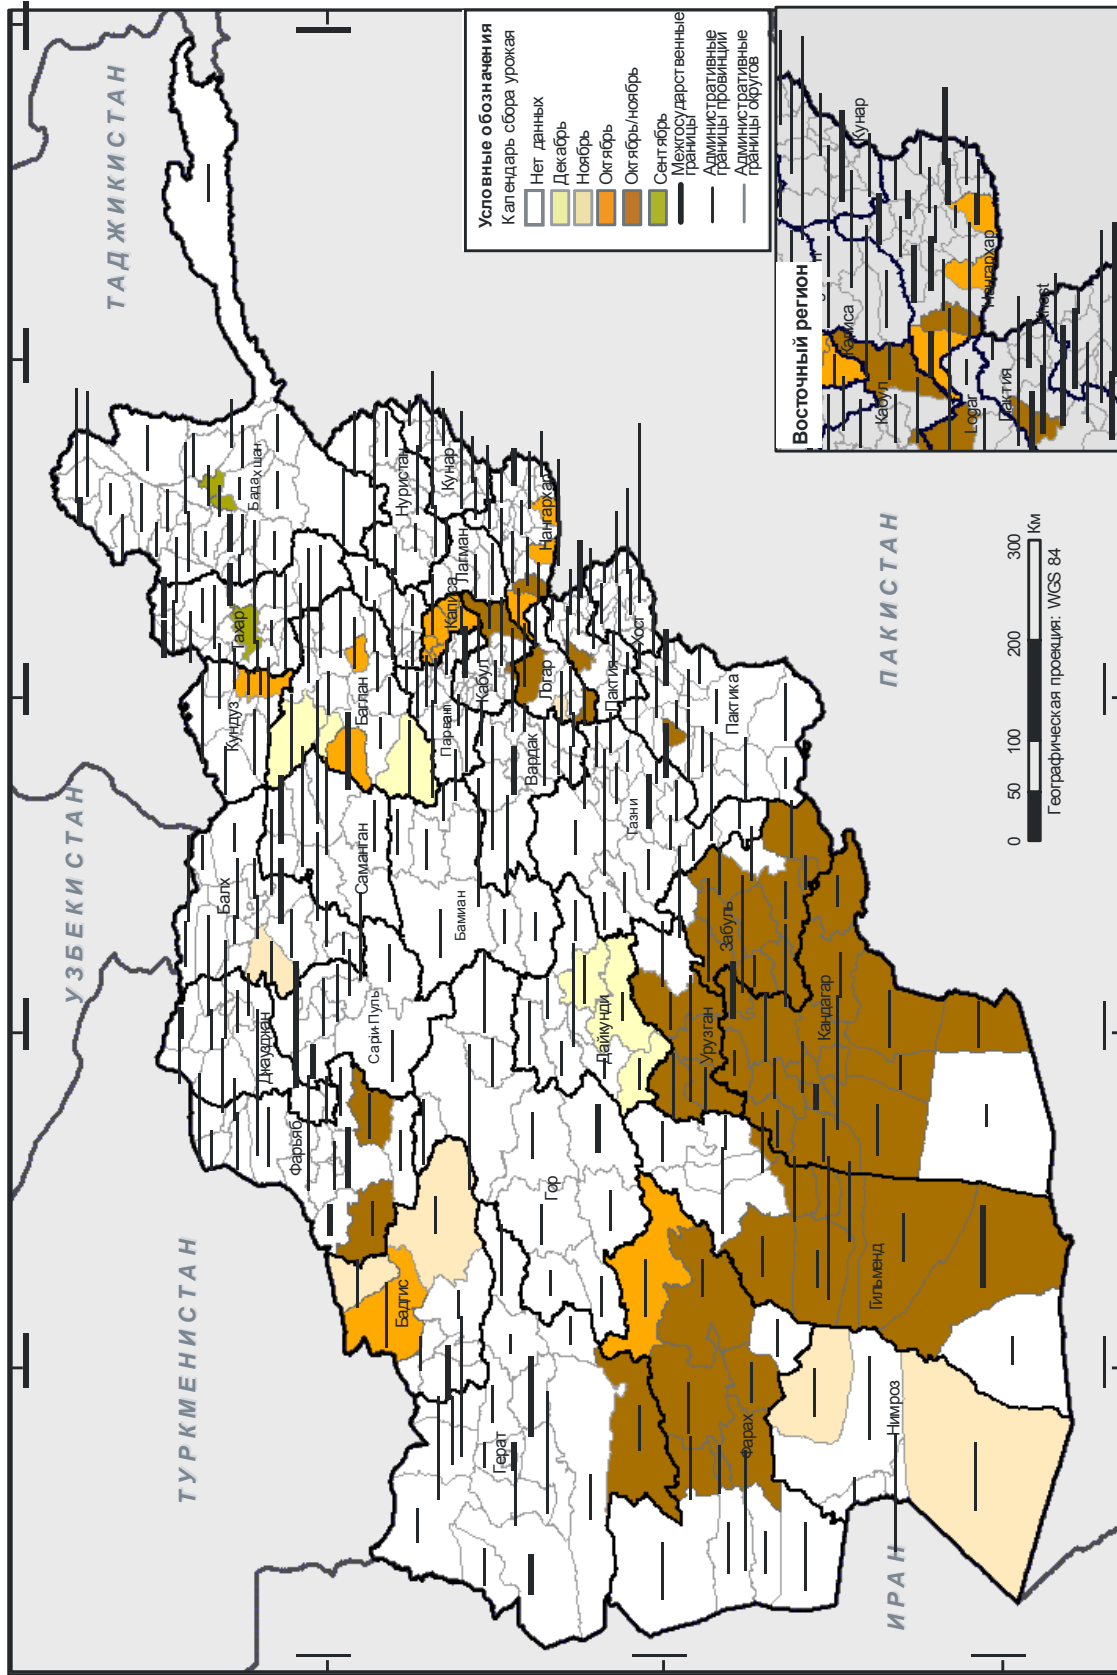 ТАДЖИКИСТАН
УЗБЕКИСТАН
ТУРКМЕНИСТАН
ИРАН
ПАКИСТАН
Условные обозначения
Календарь сбора урожая
Нет данных
Декабрь
Ноябрь
Октябрь
Октябрь/ноябрь
Сентябрь
Межгосударственные
границы
Административные
границы провинций
Административные
границы округов
Бадахшан
Тахар
Кундуз
Баглан
Балх
Саманган
Джаузджан
Сари-Пуль
Фарьяб
Бадгис
Герат
Гор
Бамиан
Дайкунди
Парван
Каписа
Лагман
Нуристан
Кунар
Нангархар
Кабул
Вардак
Логар
Пактия
Хост
Газни
Пактика
Забуль
Урузган
Кандагар
Гильменд
Фарах
Нимроз
Восточный регион
Кунар
Каписа
Нангархар
Кабул
Logar
Пактия
Khost
0 50 100 200 300
Км
Географическая проекция: WGS 84